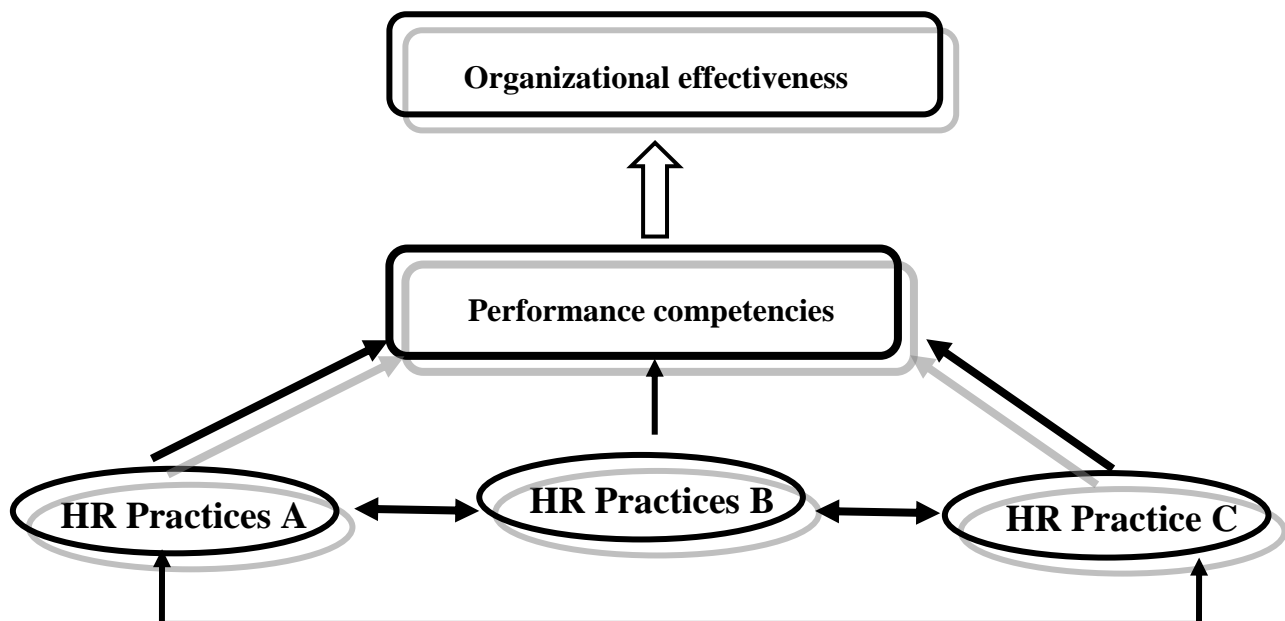 Organizational effectiveness
Performance competencies
HR Practices A
HR Practices B
HR Practice C